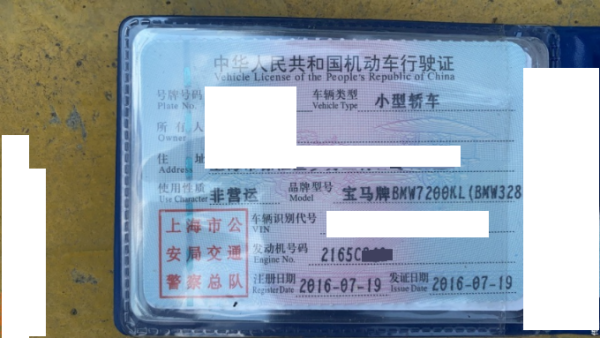 中华人民共和国机动车行驶证
Vehicle License of the People's Republic of China
号牌号码 车辆类型 小型轿车
Plate No. Vehicle Type
所有人
Owner
住 址
Address
使用性质 非营运 品牌型号 宝马牌BMW7200KL(BMW328
Use Character Model
上海市公
安局交通
警察总队
车辆识别代号
VIN
发动机号码 2165C
Engine No.
注册日期 2016-07-19 发证日期 2016-07-19
Register Date Issue Date